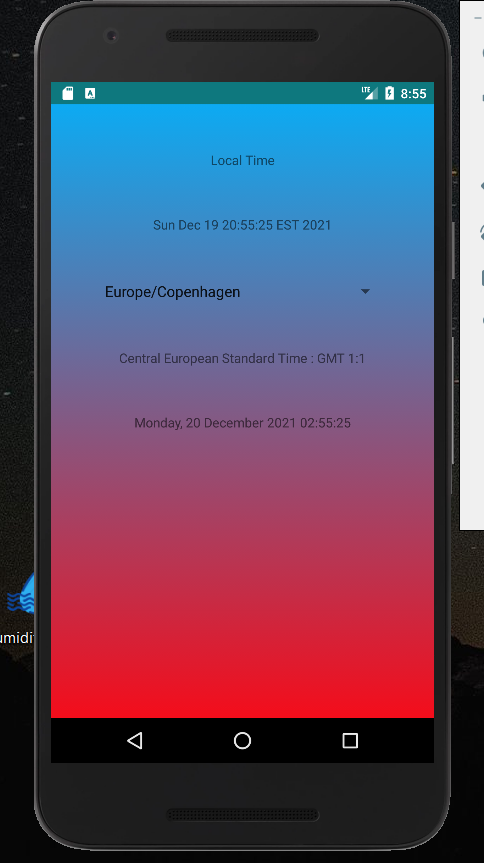 LTE 8:55
Local Time
Sun Dec 19 20:55:25 EST 2021
Europe/Copenhagen
Central European Standard Time : GMT 1:1
Monday, 20 December 2021 02:55:25